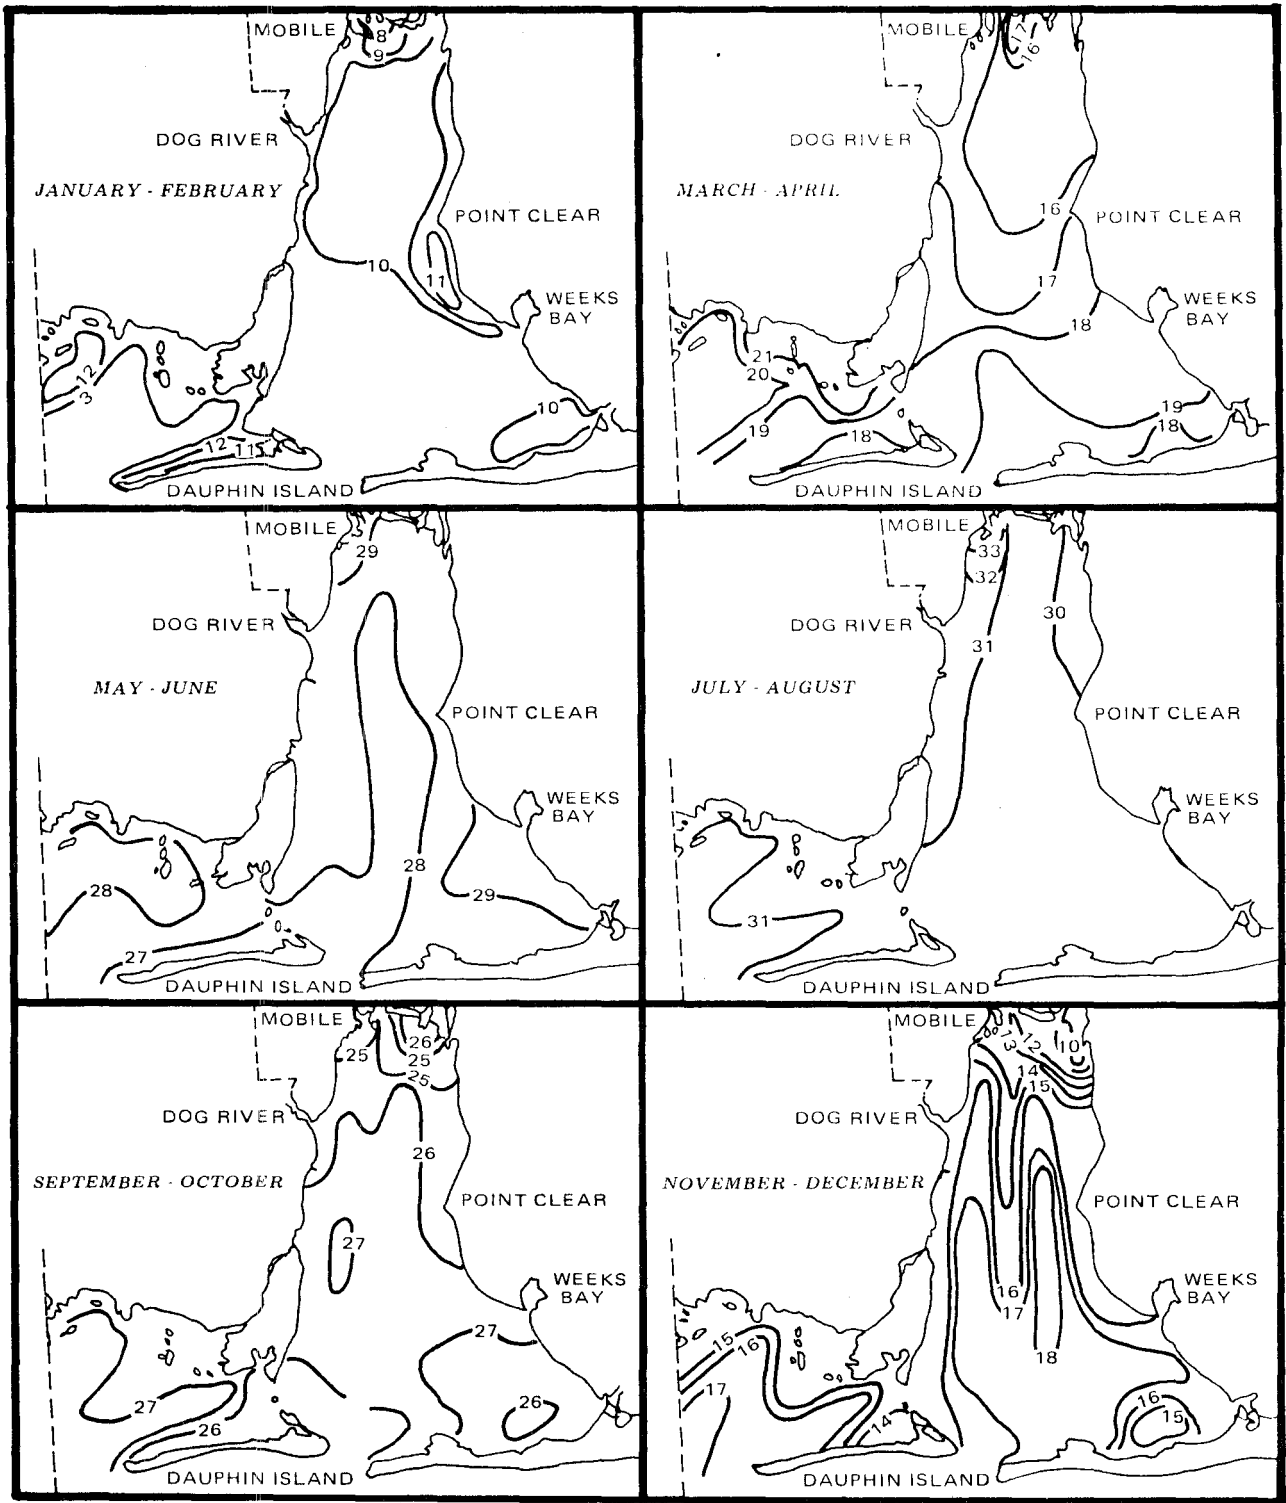 MOBILE
8
9
DOG RIVER
JANUARY - FEBRUARY
POINT CLEAR
10
11
WEEKS
BAY
12
3
10
12
11
DAUPHIN ISLAND
MOBILE
17
16
DOG RIVER
MARCH - APRIL
16
POINT CLEAR
17
WEEKS
BAY
18
21
20
19
18
19
18
DAUPHIN ISLAND
MOBILE
29
DOG RIVER
MAY - JUNE
POINT CLEAR
WEEKS
BAY
28
28
29
27
DAUPHIN ISLAND
MOBILE
33
32
30
DOG RIVER
31
JULY - AUGUST
POINT CLEAR
WEEKS
BAY
31
DAUPHIN ISLAND
MOBILE
25
26
25
25
DOG RIVER
26
SEPTEMBER - OCTOBER
POINT CLEAR
27
WEEKS
BAY
27
27
26
26
DAUPHIN ISLAND
MOBILE
13
12
10
14
15
DOG RIVER
NOVEMBER - DECEMBER
POINT CLEAR
WEEKS
BAY
16
17
15
16
18
17
16
15
14
DAUPHIN ISLAND